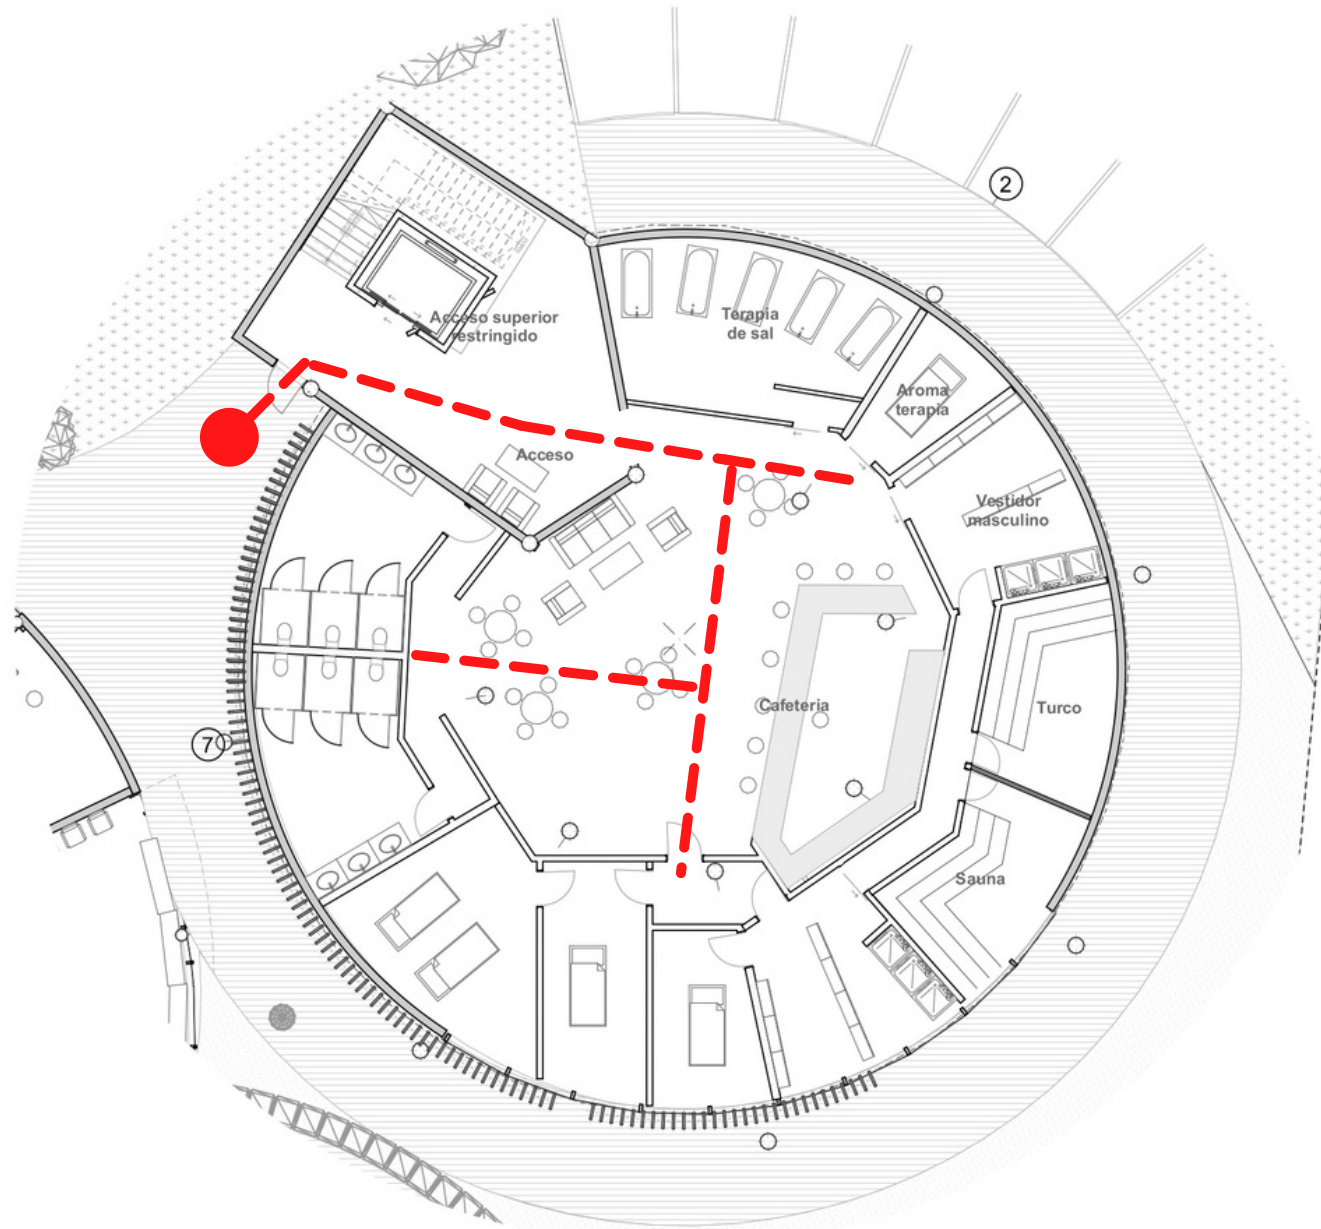 2
Acceso superior
restringido
Terapia
de sal
Aroma
terapia
Acceso
Vestidor
masculino
Cafeteria
Turco
7
Sauna